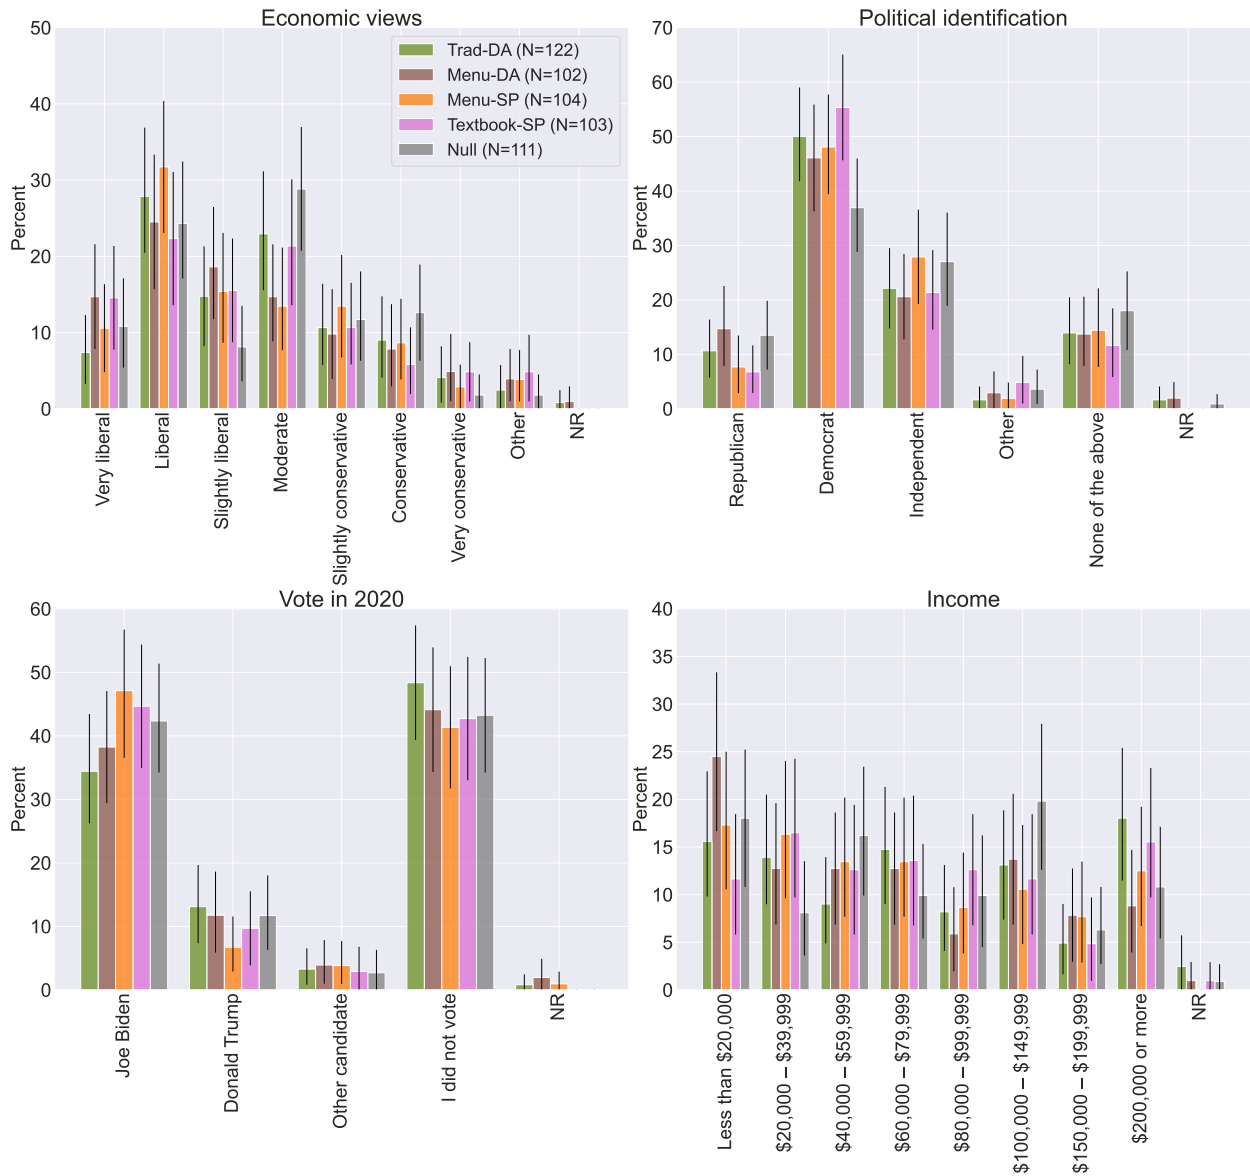 Economic views
50
40
30
20
10
0
Percent
Trad-DA (N=122)
Menu-DA (N=102)
Menu-SP (N=104)
Textbook-SP (N=103)
Null (N=111)
Very liberal
Liberal
Slightly liberal
Moderate
Slightly conservative
Conservative
Very conservative
Other
NR
Political identification
70
60
50
40
30
20
10
0
Percent
Republican
Democrat
Independent
Other
None of the above
NR
Vote in 2020
60
50
40
30
20
10
0
Percent
Joe Biden
Donald Trump
Other candidate
I did not vote
NR
Income
40
35
30
25
20
15
10
5
0
Percent
Less than $20,000
$20,000 – $39,999
$40,000 – $59,999
$60,000 – $79,999
$80,000 – $99,999
$100,000 – $149,999
$150,000 – $199,999
$200,000 or more
NR